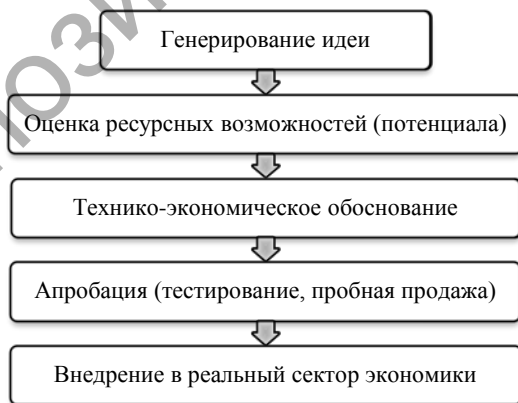 Генерирование идеи
Оценка ресурсных возможностей (потенциала)
Технико-экономическое обоснование
Апробация (тестирование, пробная продажа)
Внедрение в реальный сектор экономики